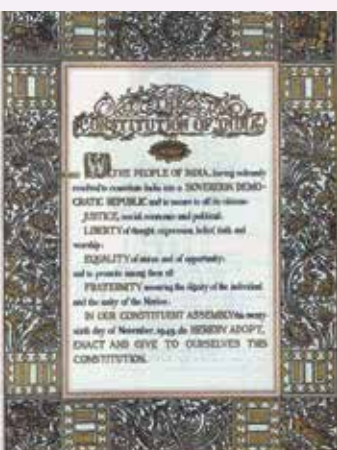 THE
CONSTITUTION OF INDIA
WE THE PEOPLE OF INDIA, having solemnly
resolved to constitute India into a SOVEREIGN DEMO-
CRATIC REPUBLIC and to secure to all its citizens:
JUSTICE, social, economic and political;
LIBERTY of thought, expression, belief, faith and
worship;
EQUALITY of status and of opportunity;
and to promote among them all
FRATERNITY assuring the dignity of the individual
and the unity of the Nation;
IN OUR CONSTITUENT ASSEMBLY this twenty-
sixth day of November, 1949, do HEREBY ADOPT,
ENACT AND GIVE TO OURSELVES THIS
CONSTITUTION.